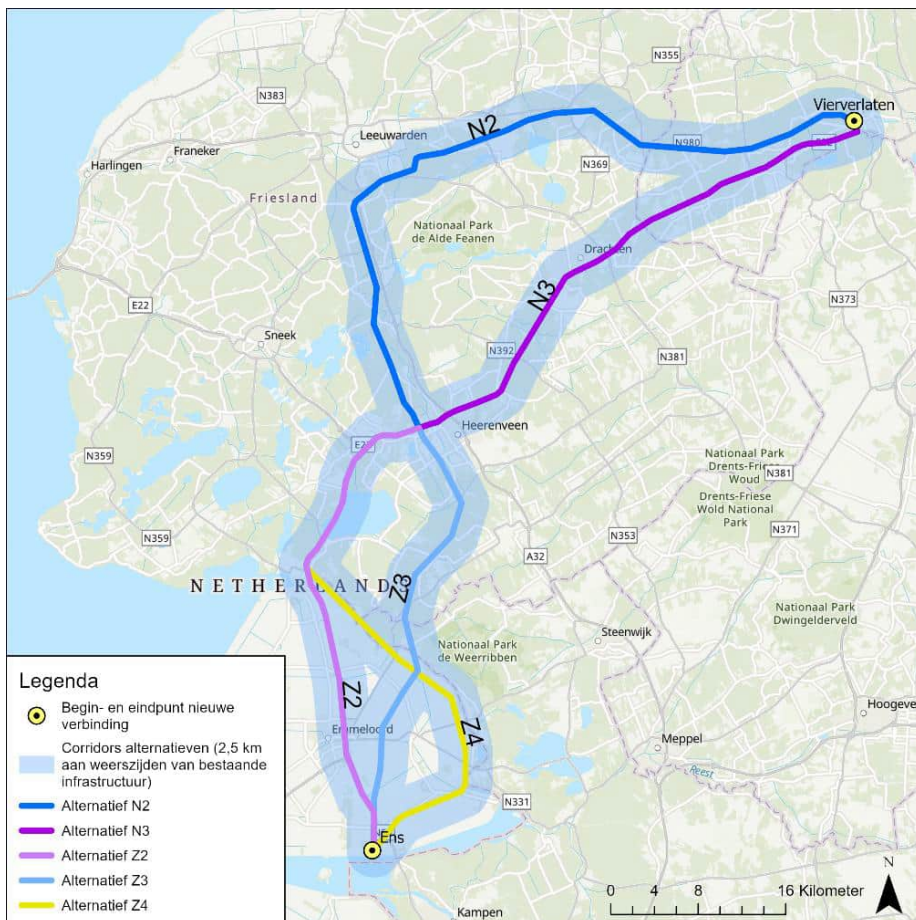 N355
Vierverlaten
N383
Leeuwarden
N2
N980
Franeker
Harlingen
N369
Friesland
Nationaal Park
de Alde Feanen
Drachten
N3
N373
E22
Sneek
N392
N381
Heerenveen
N359
Nationaal Park
Drents-Friese
Woud
N381
Drents-Friese
Wold National
Park
N371
N359
A32
N353
NETHERLAND
Z3
Nationaal Park
Dwingelderveld
Nationaal Park
de Weerribben
Steenwijk
Z2
Z4
Emmeloord
Hoogeve
Meppel
Reest
N331
Ens
Kampen
Legenda
Begin- en eindpunt nieuwe
verbinding
Corridors alternatieven (2,5 km
aan weerszijden van bestaande
infrastructuur)
Alternatief N2
Alternatief N3
Alternatief Z2
Alternatief Z3
Alternatief Z4
0 4 8 16 Kilometer
N